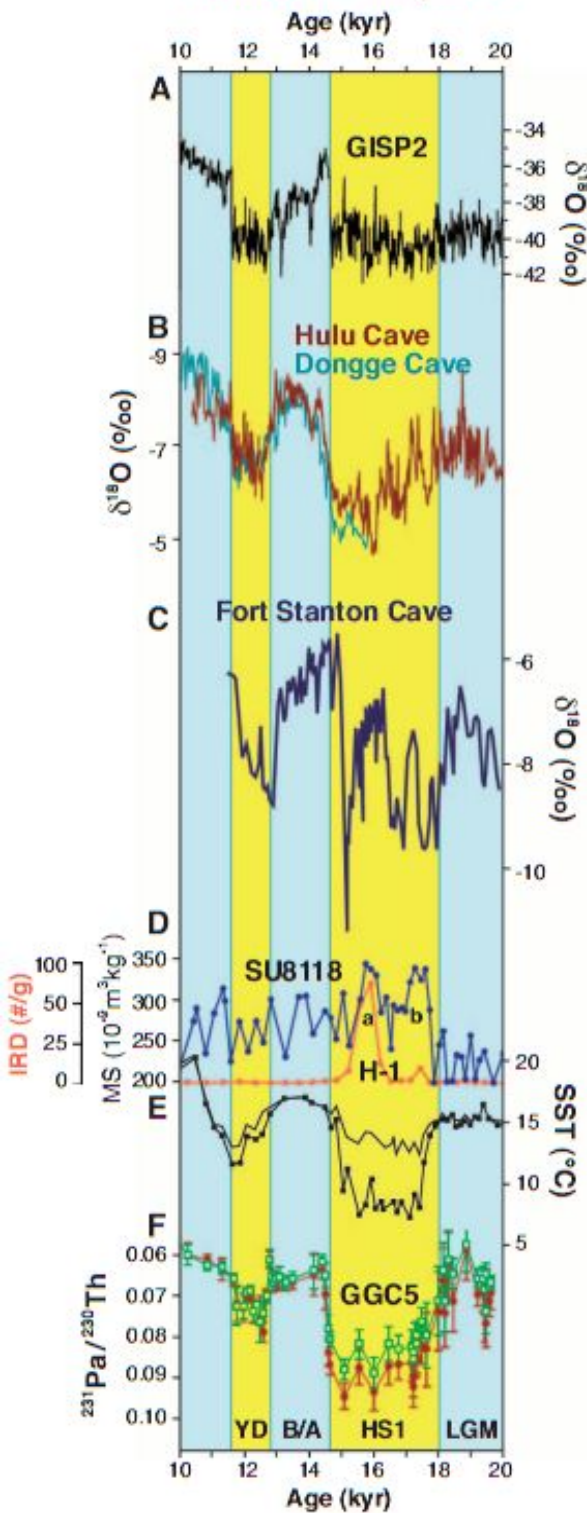 Age (kyr)
10 12 14 16 18 20
A
GISP2
-34
-36
-38
-40
-42
δ¹⁸O (‰)
B
Hulu Cave
Dongge Cave
-9
-7
-5
δ¹⁸O (‰)
C
Fort Stanton Cave
-6
-8
-10
δ¹⁸O (‰)
D
SU8118
IRD (#/g)
100
50
25
0
MS (10⁻⁹m³kg⁻¹)
350
300
250
200
a
b
H-1
E
20
15
10
5
SST (°C)
F
GGC5
0.06
0.07
0.08
0.09
0.10
²³¹Pa/²³⁰Th
YD B/A HS1 LGM
10 12 14 16 18 20
Age (kyr)